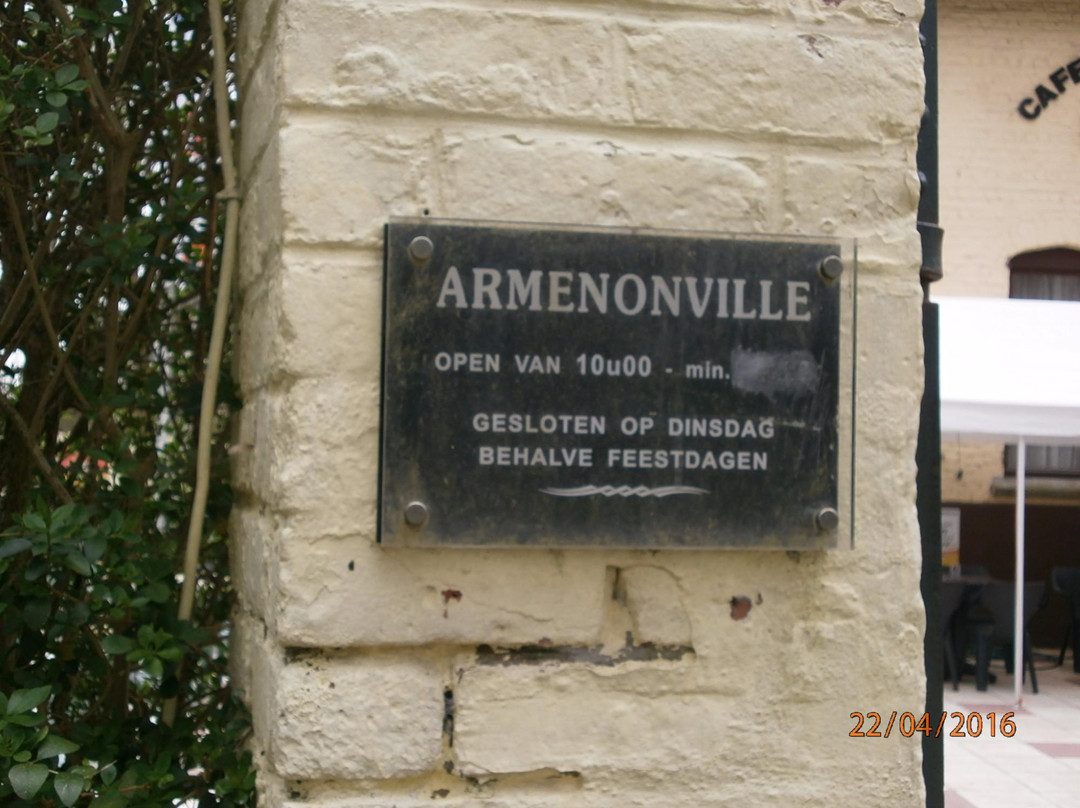 CAFE
ARMENONVILLE
OPEN VAN 10u00 - min.
GESLOTEN OP DINSDAG
BEHALVE FEESTDAGEN
22/04/2016